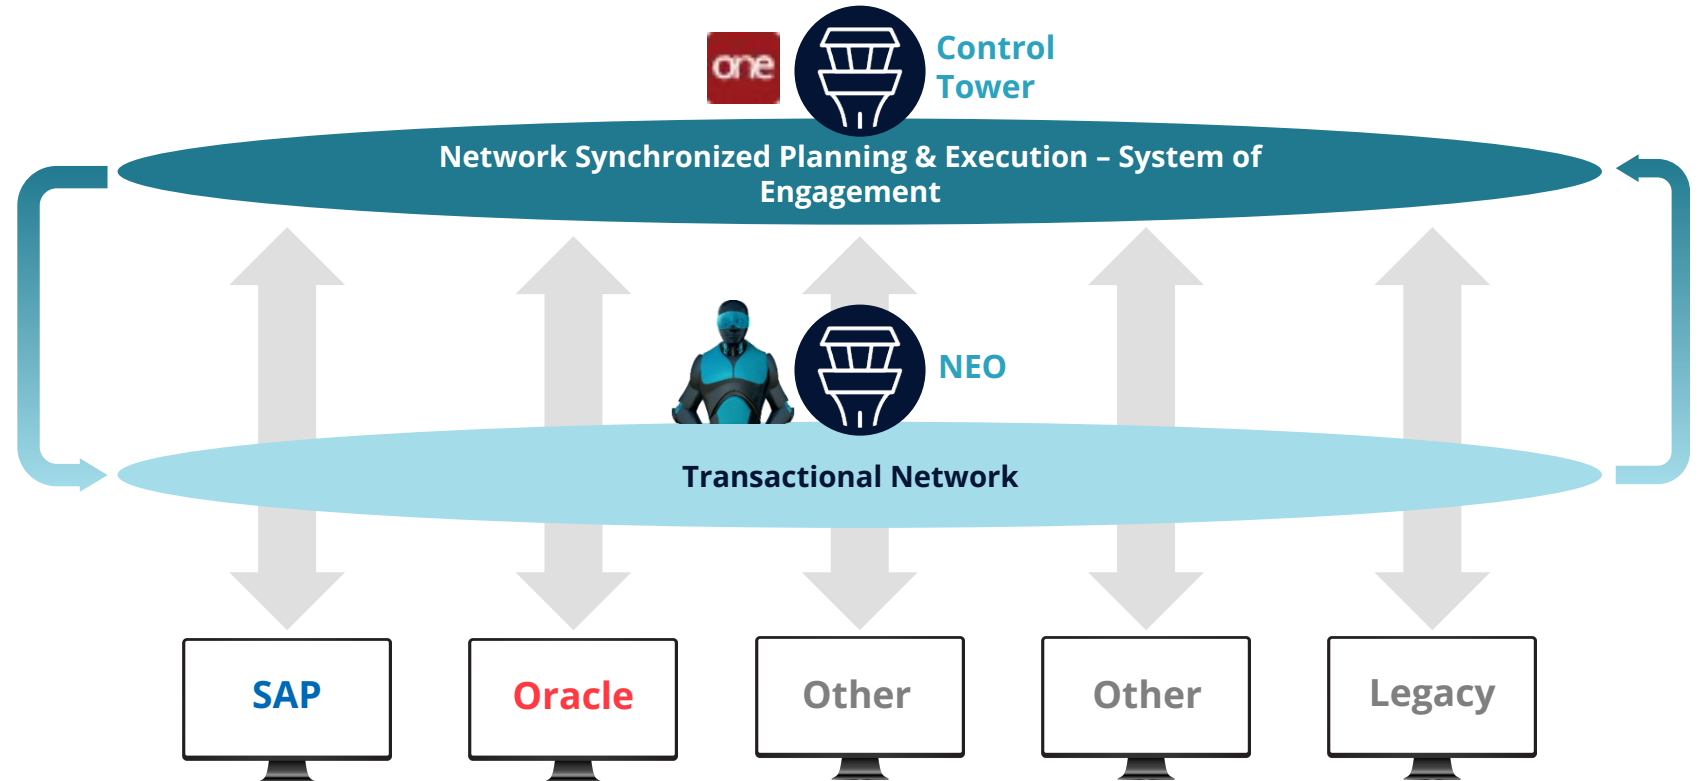 one
Control
Tower
Network Synchronized Planning & Execution – System of
Engagement
NEO
Transactional Network
SAP
Oracle
Other
Other
Legacy